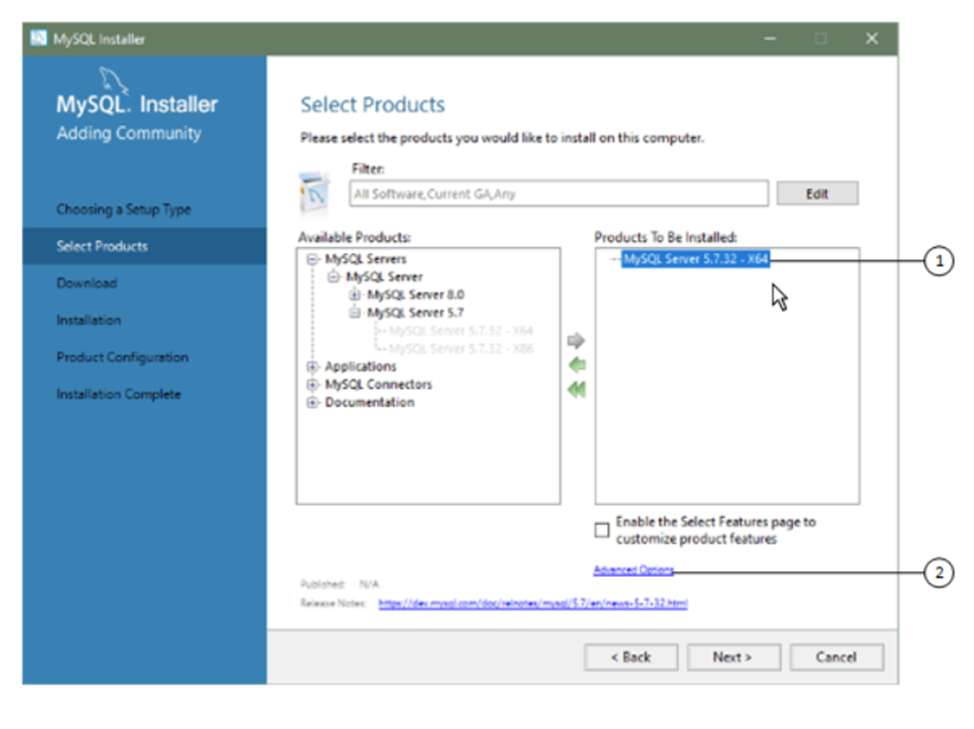 MySQL Installer
MySQL. Installer
Adding Community
Choosing a Setup Type
Select Products
Download
Installation
Product Configuration
Installation Complete
Select Products
Please select the products you would like to install on this computer.
Filter:
All Software,Current GA,Any
Edit
Available Products:
MySQL Servers
MySQL Server
MySQL Server 8.0
MySQL Server 5.7
MySQL Server 5.7.32 - X64
MySQL Server 5.7.32 - X86
Applications
MySQL Connectors
Documentation
Products To Be Installed:
MySQL Server 5.7.32 - X64
1
Enable the Select Features page to
customize product features
Advanced Options
2
Published: N/A
Release Notes: https://dev.mysql.com/doc/relnotes/mysql/5.7/en/news-5-7-32.html
< Back
Next >
Cancel